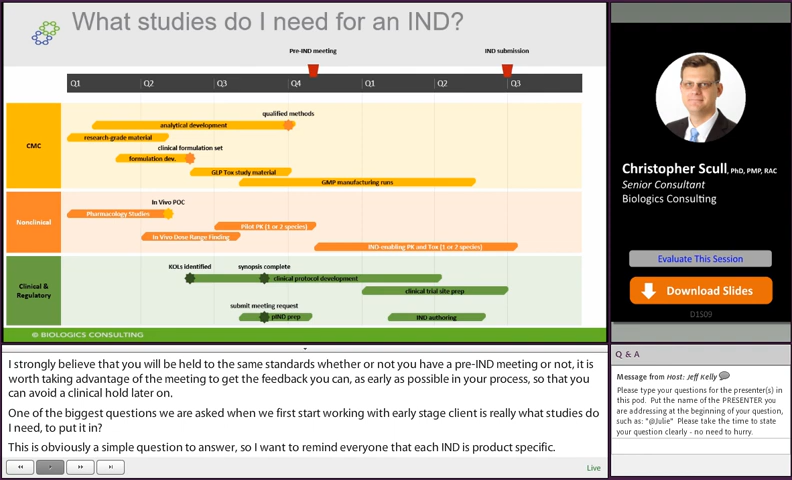 What studies do I need for an IND?
Pre-IND meeting
IND submission
Q1 Q2 Q3 Q4 Q1 Q2 Q3
CMC
qualified methods
analytical development
research-grade material
clinical formulation set
formulation dev.
GLP Tox study material
GMP manufacturing runs
Nonclinical
In Vivo POC
Pharmacology Studies
Pilot PK (1 or 2 species)
In Vivo Dose Range Finding
IND-enabling PK and Tox (1 or 2 species)
Clinical &
Regulatory
KOLs identified
synopsis complete
clinical protocol development
clinical trial site prep
submit meeting request
pIND prep
IND authoring
© BIOLOGICS CONSULTING
I strongly believe that you will be held to the same standards whether or not you have a pre-IND meeting or not, it is
worth taking advantage of the meeting to get the feedback you can, as early as possible in your process, so that you
can avoid a clinical hold later on.
One of the biggest questions we are asked when we first start working with early stage client is really what studies do
I need, to put it in?
This is obviously a simple question to answer, so I want to remind everyone that each IND is product specific.
Live
Christopher Scull, PhD, PMP, RAC
Senior Consultant
Biologics Consulting
Evaluate This Session
Download Slides
D1S09
Q & A
Message from Host: Jeff Kelly
Please type your questions for the presenter(s) in
this pod. Put the name of the PRESENTER you
are addressing at the beginning of your question,
such as: "@Julie" Please take the time to state
your question clearly - no need to hurry.